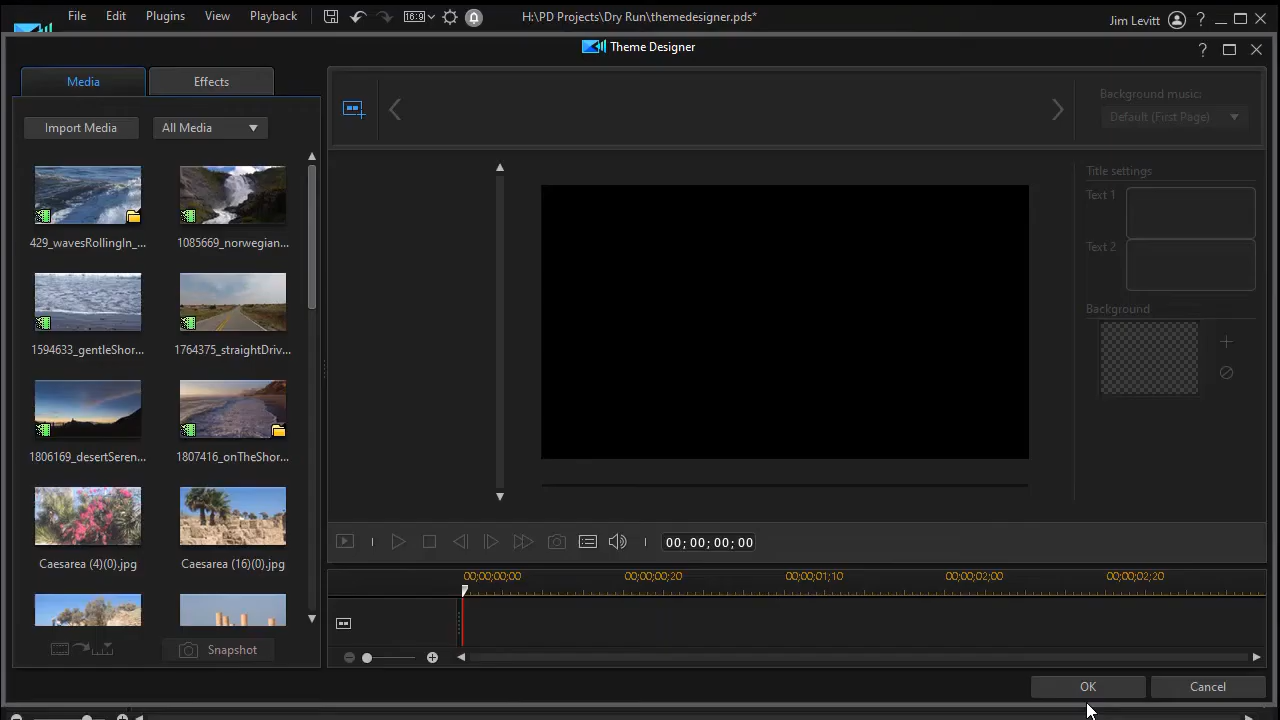 File Edit Plugins View Playback 16:9 H:\PD Projects\Dry Run\themedesigner.pds* Jim Levitt ?
Theme Designer ?
Media Effects
Background music:
Default (First Page)
Import Media All Media
Title settings
Text 1
429_wavesRollingIn_... 1085669_norwegian...
Text 2
Background
1594633_gentleShor... 1764375_straightDriv...
1806169_desertSeren... 1807416_onTheShor...
00; 00; 00; 00
Caesarea (4)(0).jpg Caesarea (16)(0).jpg
00;00;00;00 00;00;00;20 00;00;01;10 00;00;02;00 00;00;02;20
Snapshot
OK Cancel